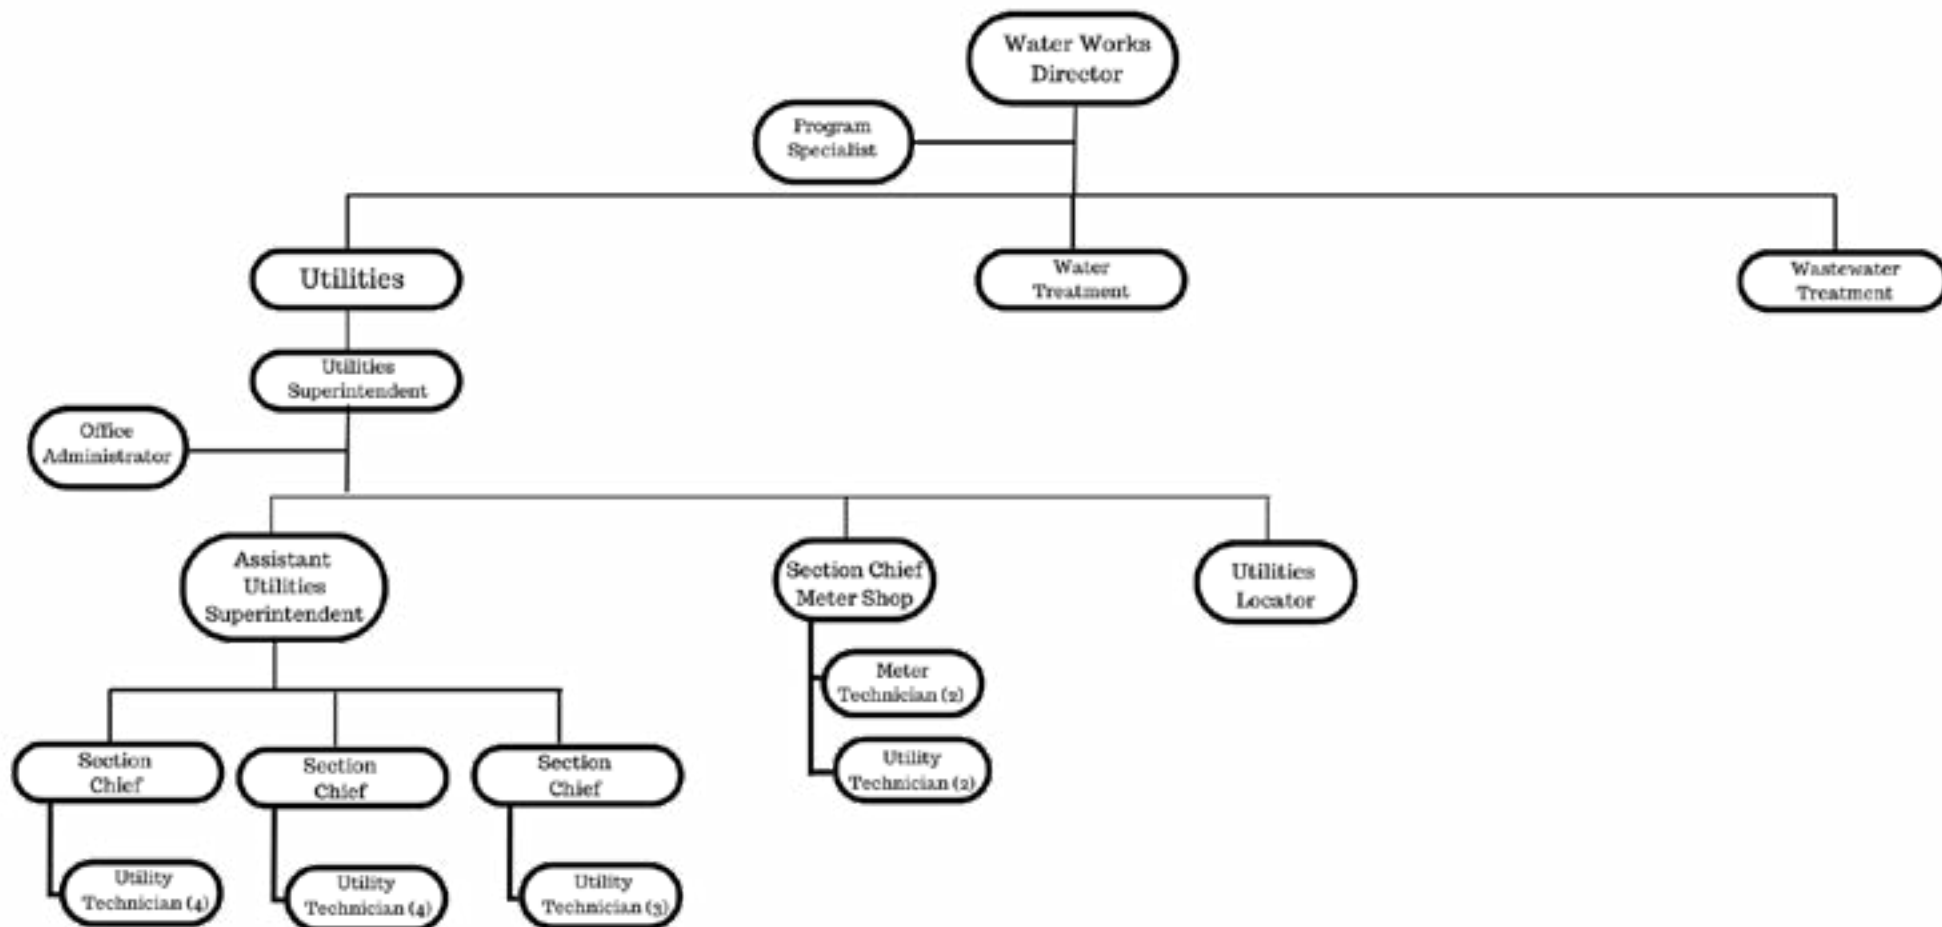 Water Works
Director
Program
Specialist
Utilities
Water
Treatment
Wastewater
Treatment
Utilities
Superintendent
Office
Administrator
Assistant
Utilities
Superintendent
Section Chief
Meter Shop
Utilities
Locator
Meter
Technician (2)
Utility
Technician (2)
Section
Chief
Section
Chief
Section
Chief
Utility
Technician (4)
Utility
Technician (4)
Utility
Technician (3)